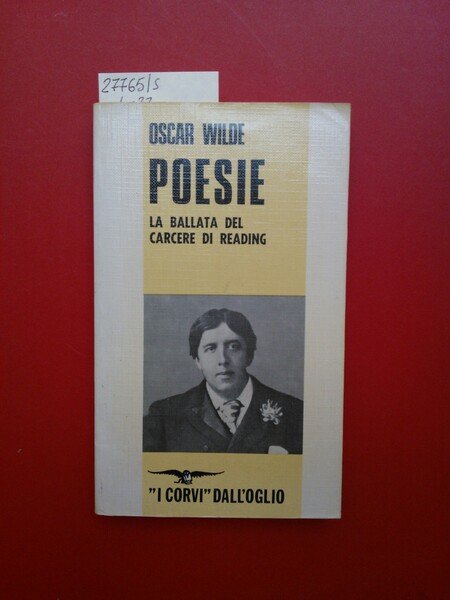 27765/s
OSCAR WILDE
POESIE
LA BALLATA DEL
CARCERE DI READING
"I CORVI" DALL'OGLIO